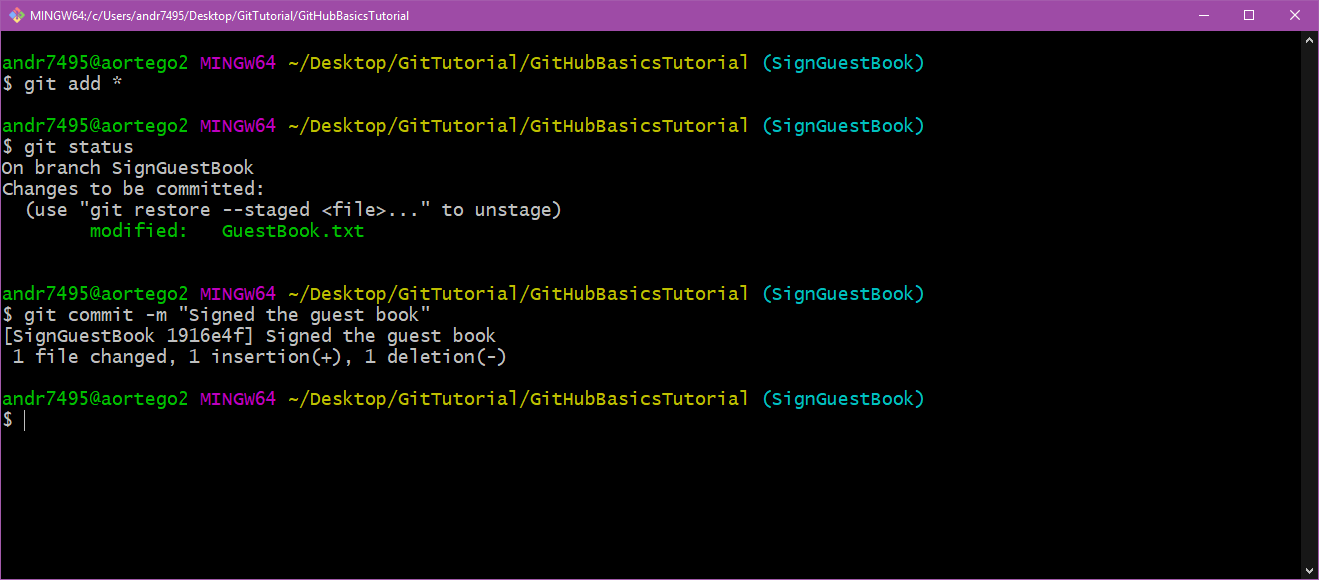 MINGW64:/c/Users/andr7495/Desktop/GitTutorial/GitHubBasicsTutorial
andr7495@aortego2 MINGW64 ~/Desktop/GitTutorial/GitHubBasicsTutorial (SignGuestBook)
$ git add *
andr7495@aortego2 MINGW64 ~/Desktop/GitTutorial/GitHubBasicsTutorial (SignGuestBook)
$ git status
On branch SignGuestBook
Changes to be committed:
  (use "git restore --staged <file>..." to unstage)
        modified:   GuestBook.txt
andr7495@aortego2 MINGW64 ~/Desktop/GitTutorial/GitHubBasicsTutorial (SignGuestBook)
$ git commit -m "Signed the guest book"
[SignGuestBook 1916e4f] Signed the guest book
 1 file changed, 1 insertion(+), 1 deletion(-)
andr7495@aortego2 MINGW64 ~/Desktop/GitTutorial/GitHubBasicsTutorial (SignGuestBook)
$